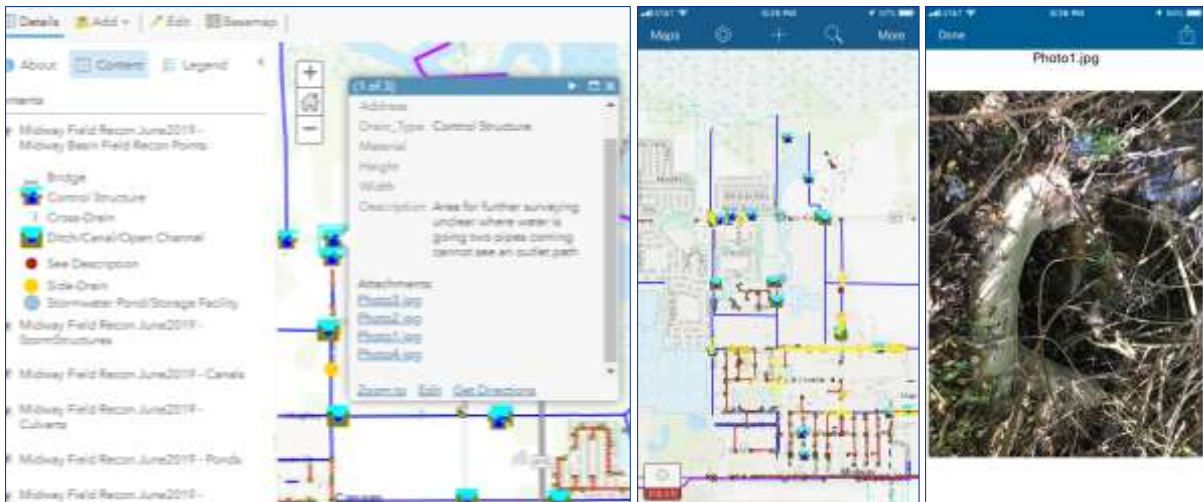 Details Add Edit Basemap
About Content Legend
Midway Field Recon June2019 -
Midway Basin Field Recon Points
Bridge
Control Structure
Cross-Drain
Ditch/Canal/Open Channel
See Description
Side-Drain
Stormwater Pond/Storage Facility
Midway Field Recon June2019 -
StormStructures
Midway Field Recon June2019 - Canals
Midway Field Recon June2019 -
Culverts
Midway Field Recon June2019 - Ponds
Midway Field Recon June2019 -
(1 of 3)
Address
Drain_Type Control Structure
Material
Height
Width
Description Area for further surveying
unclear where water is
going two pipes coming
cannot see an outlet path
Attachments:
Photo3.jpg
Photo2.jpg
Photo1.jpg
Photo4.jpg
Zoom to Edit Get Directions
Maps More
Midway
Done
Photo1.jpg